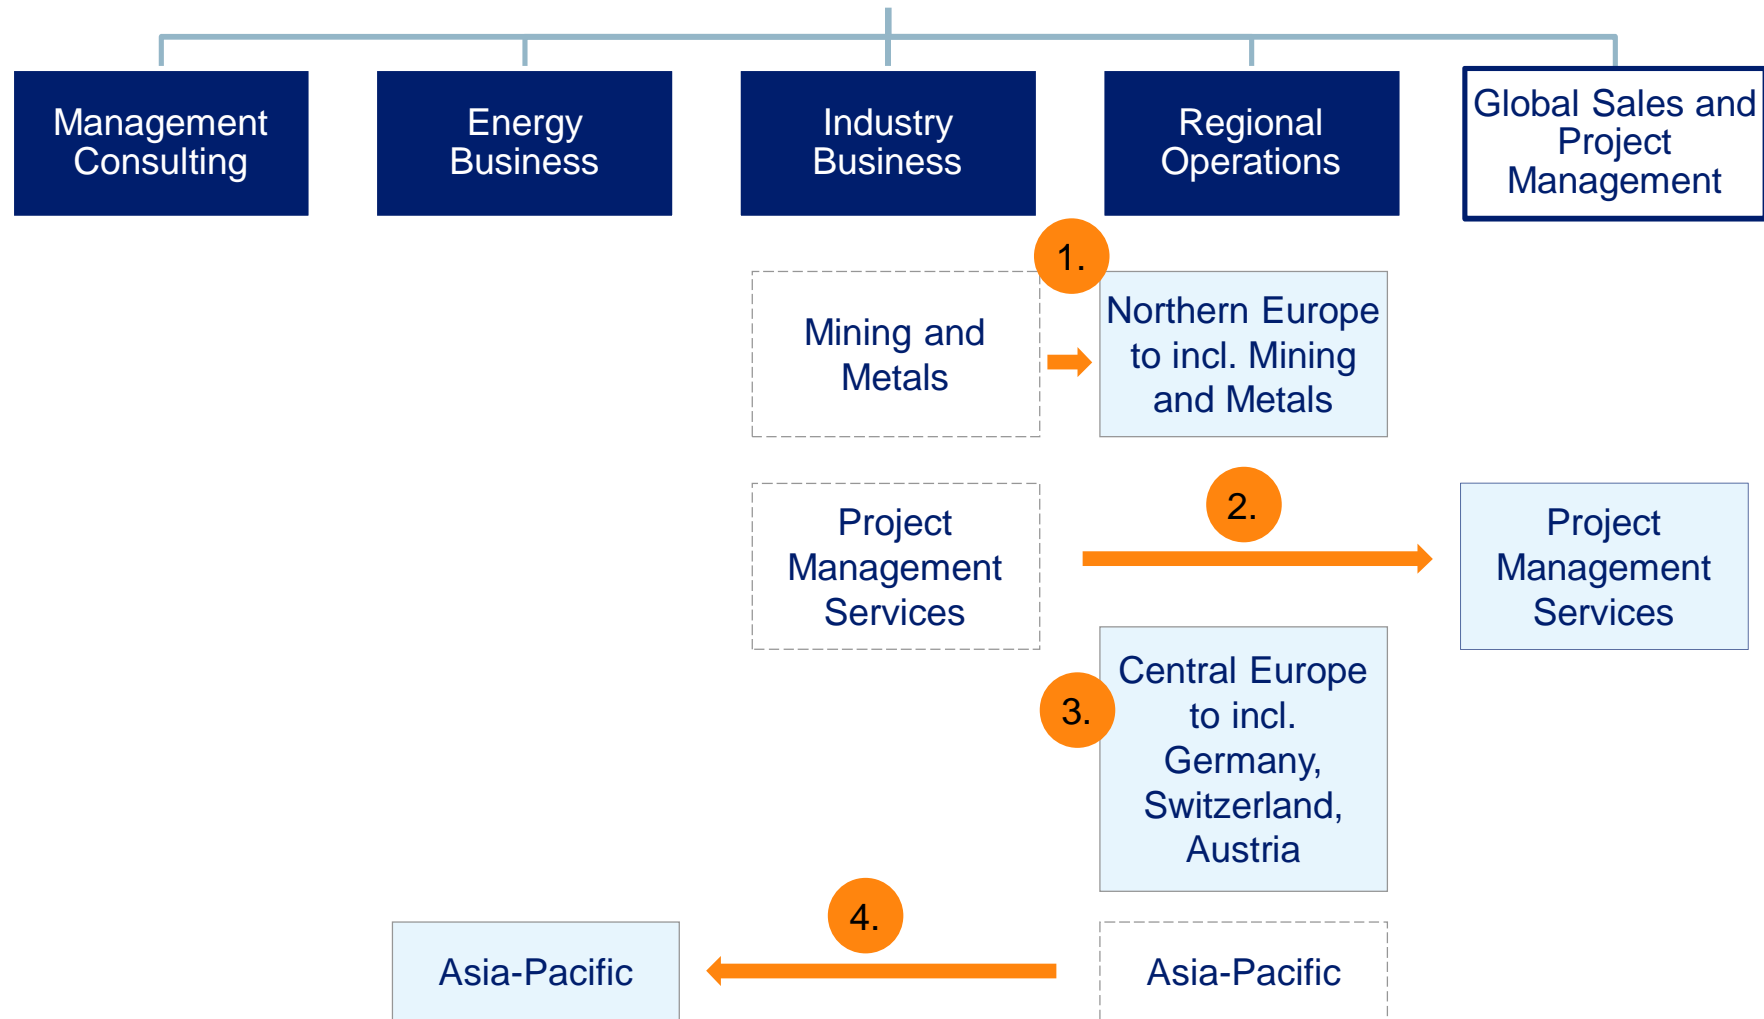 Management
Consulting
Energy
Business
Industry
Business
Regional
Operations
Global Sales and
Project
Management
1.
Mining and
Metals
Northern Europe
to incl. Mining
and Metals
2.
Project
Management
Services
Project
Management
Services
3.
Central Europe
to incl.
Germany,
Switzerland,
Austria
4.
Asia-Pacific
Asia-Pacific